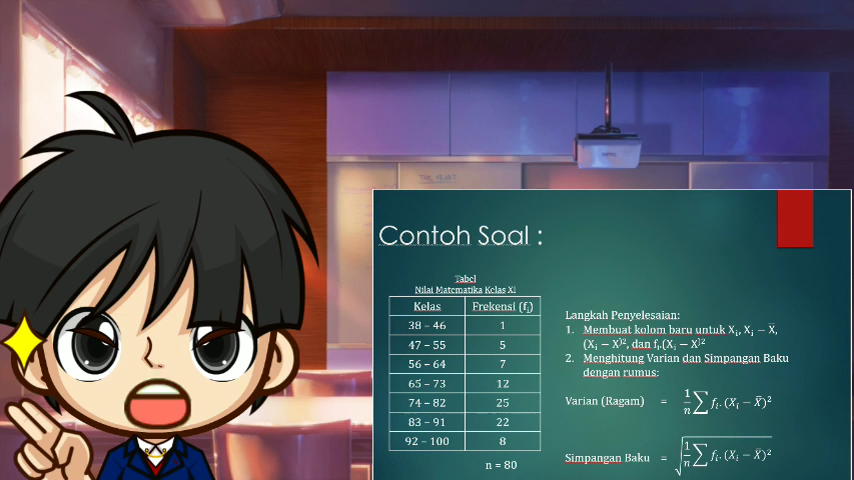 Contoh Soal :
Tabel
Nilai Matematika Kelas XI
Kelas Frekensi (fᵢ)
38 – 46 1
47 – 55 5
56 – 64 7
65 – 73 12
74 – 82 25
83 – 91 22
92 – 100 8
n = 80
Langkah Penyelesaian:
1. Membuat kolom baru untuk Xᵢ, Xᵢ − X̄,
(Xᵢ − X̄)², dan fᵢ.(Xᵢ − X̄)²
2. Menghitung Varian dan Simpangan Baku
dengan rumus:
Varian (Ragam) = 1/n ∑ fᵢ. (Xᵢ − X̄)²
Simpangan Baku = √(1/n ∑ fᵢ. (Xᵢ − X̄)²)